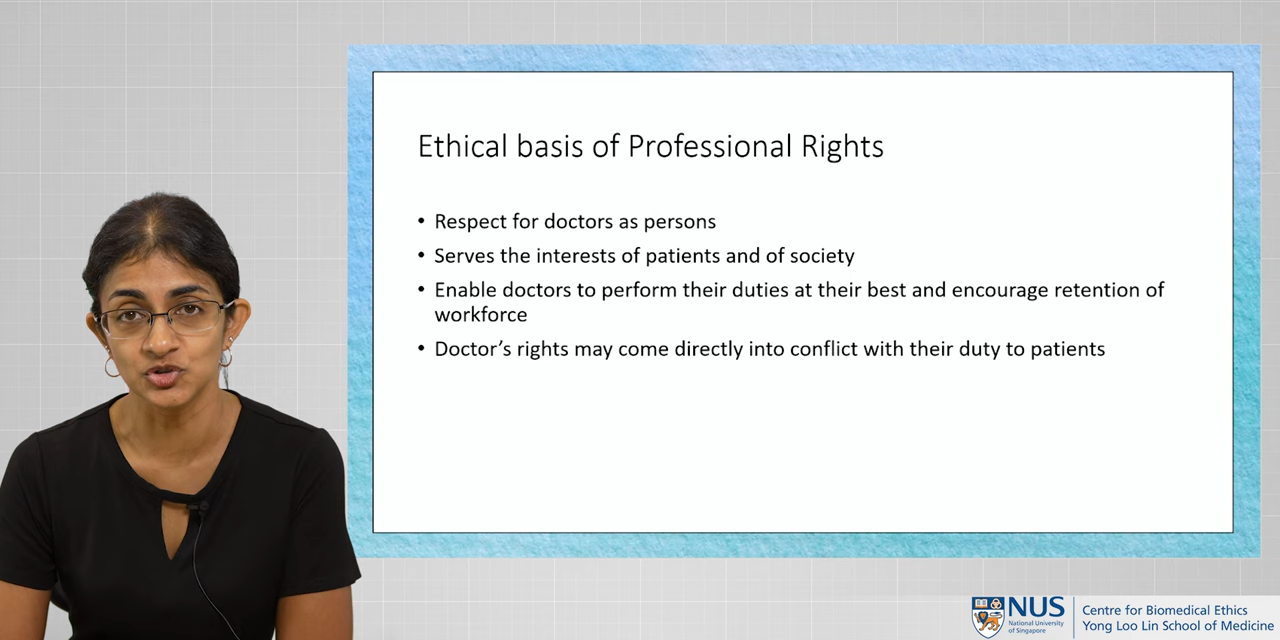 Ethical basis of Professional Rights
• Respect for doctors as persons
• Serves the interests of patients and of society
• Enable doctors to perform their duties at their best and encourage retention of
workforce
• Doctor’s rights may come directly into conflict with their duty to patients
NUS
National University
of Singapore
Centre for Biomedical Ethics
Yong Loo Lin School of Medicine